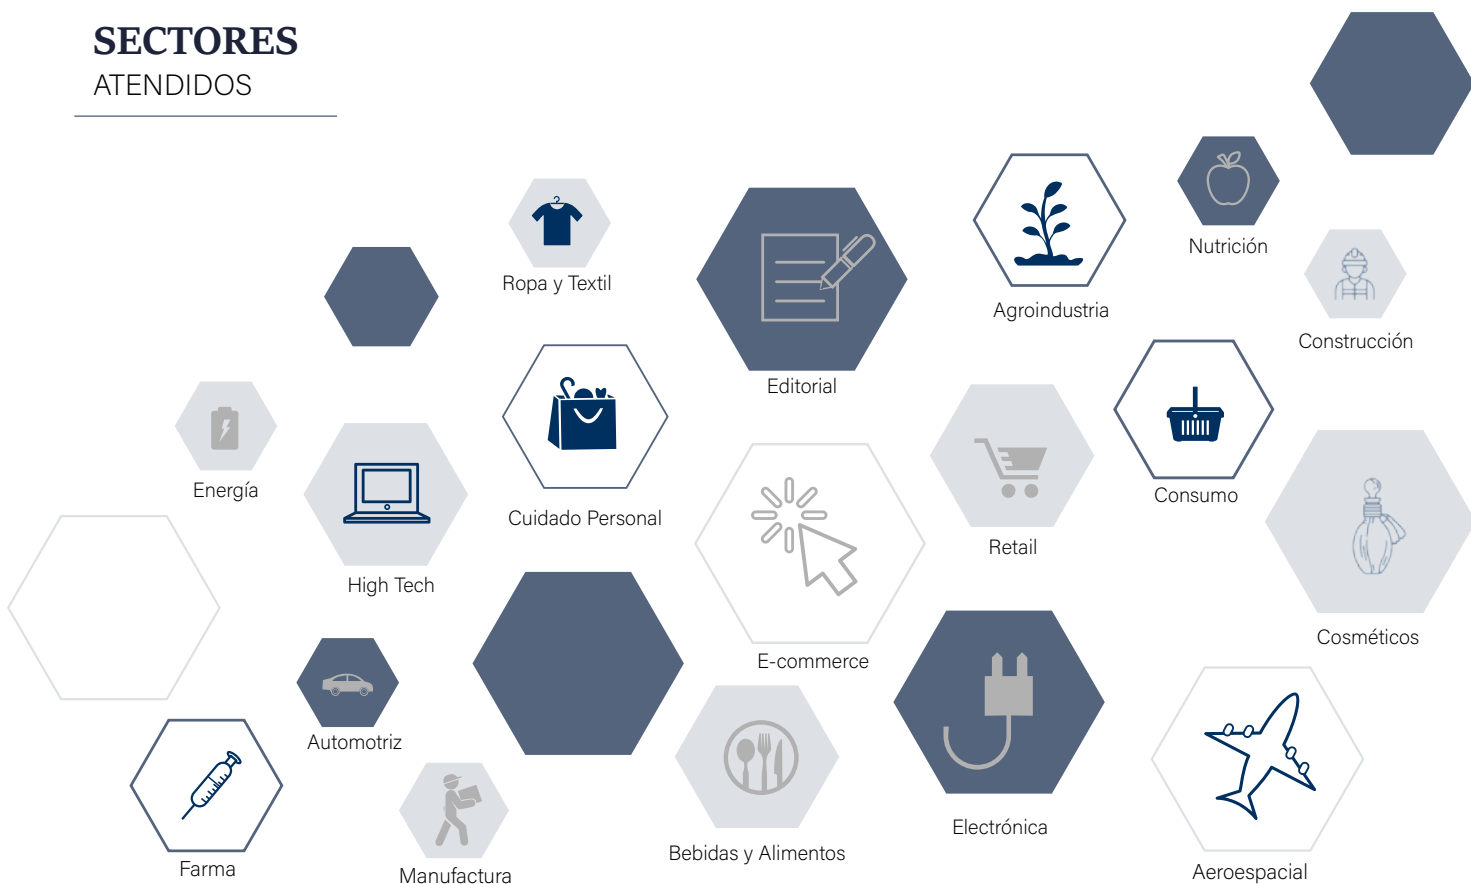 SECTORES
ATENDIDOS
Nutrición
Ropa y Textil
Agroindustria
Construcción
Editorial
Energía
Consumo
Cuidado Personal
Retail
High Tech
Cosméticos
E-commerce
Automotriz
Electrónica
Bebidas y Alimentos
Farma
Aeroespacial
Manufactura